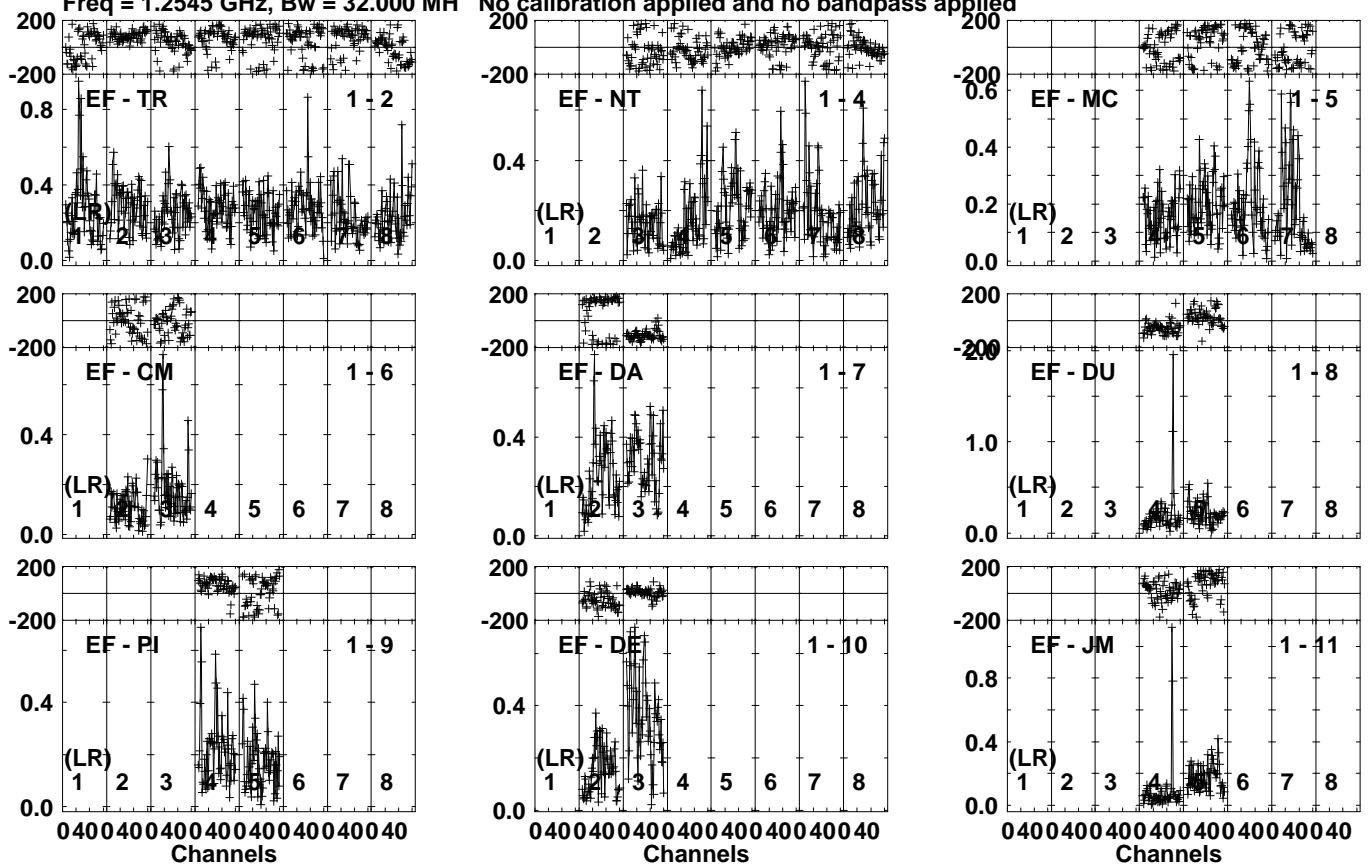 Freq = 1.2545 GHz, Bw = 32.000 MH No calibration applied and no bandpass applied
200
-200
EF - TR 1 - 2
0.8
0.4
(LR)
1 2 3 4 5 6 7 8
0.0
EF - NT 1 - 4
0.4
(LR)
1 2 3 4 5 6 7 8
0.0
200
-200
EF - MC 1 - 5
0.6
0.4
0.2
(LR)
1 2 3 4 5 6 7 8
0.0
200
-200
EF - CM 1 - 6
0.4
(LR)
1 2 3 4 5 6 7 8
0.0
200
-200
EF - DA 1 - 7
0.4
(LR)
1 2 3 4 5 6 7 8
0.0
200
-200
2.0
EF - DU 1 - 8
1.0
(LR)
1 2 3 4 5 6 7 8
0.0
200
-200
EF - PI 1 - 9
0.4
(LR)
1 2 3 4 5 6 7 8
0.0
0 40 0 40 0 40 0 40 0 40 0 40 0 40 0 40
Channels
200
-200
EF - DE 1 - 10
0.4
(LR)
1 2 3 4 5 6 7 8
0.0
0 40 0 40 0 40 0 40 0 40 0 40 0 40 0 40
Channels
200
-200
EF - JM 1 - 11
0.8
0.4
(LR)
1 2 3 4 5 6 7 8
0.0
0 40 0 40 0 40 0 40 0 40 0 40 0 40 0 40
Channels